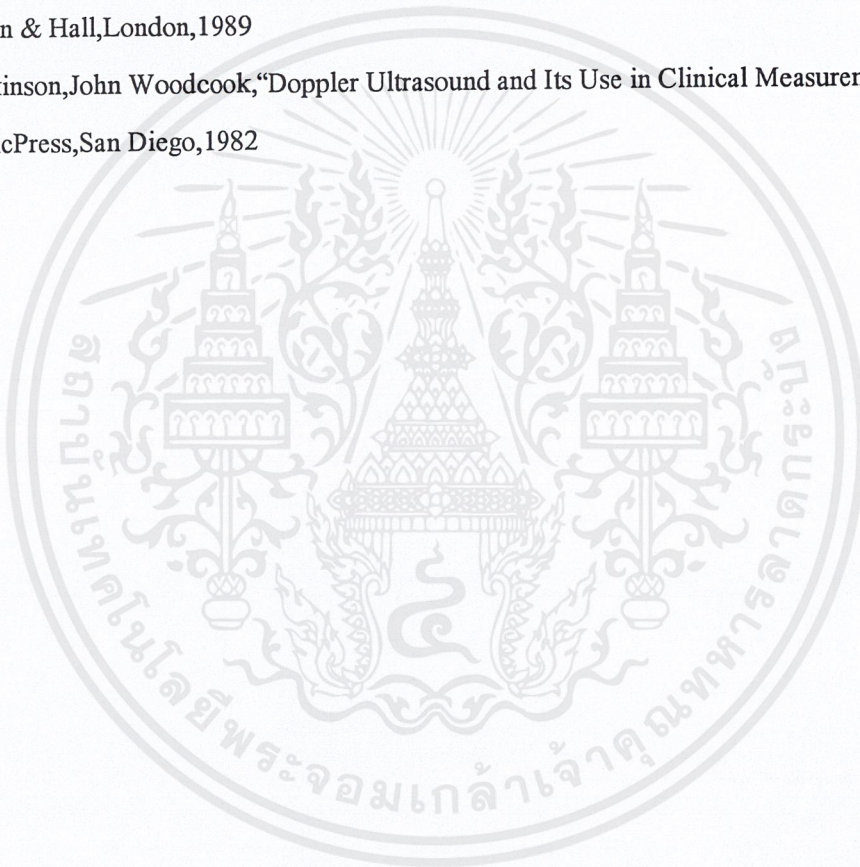 n & Hall,London,1989
tinson,John Woodcook,“Doppler Ultrasound and Its Use in Clinical Measurer
cPress,San Diego,1982
สถาบันเทคโนโลยีพระจอมเกล้าเจ้าคุณทหารลาดกระบัง